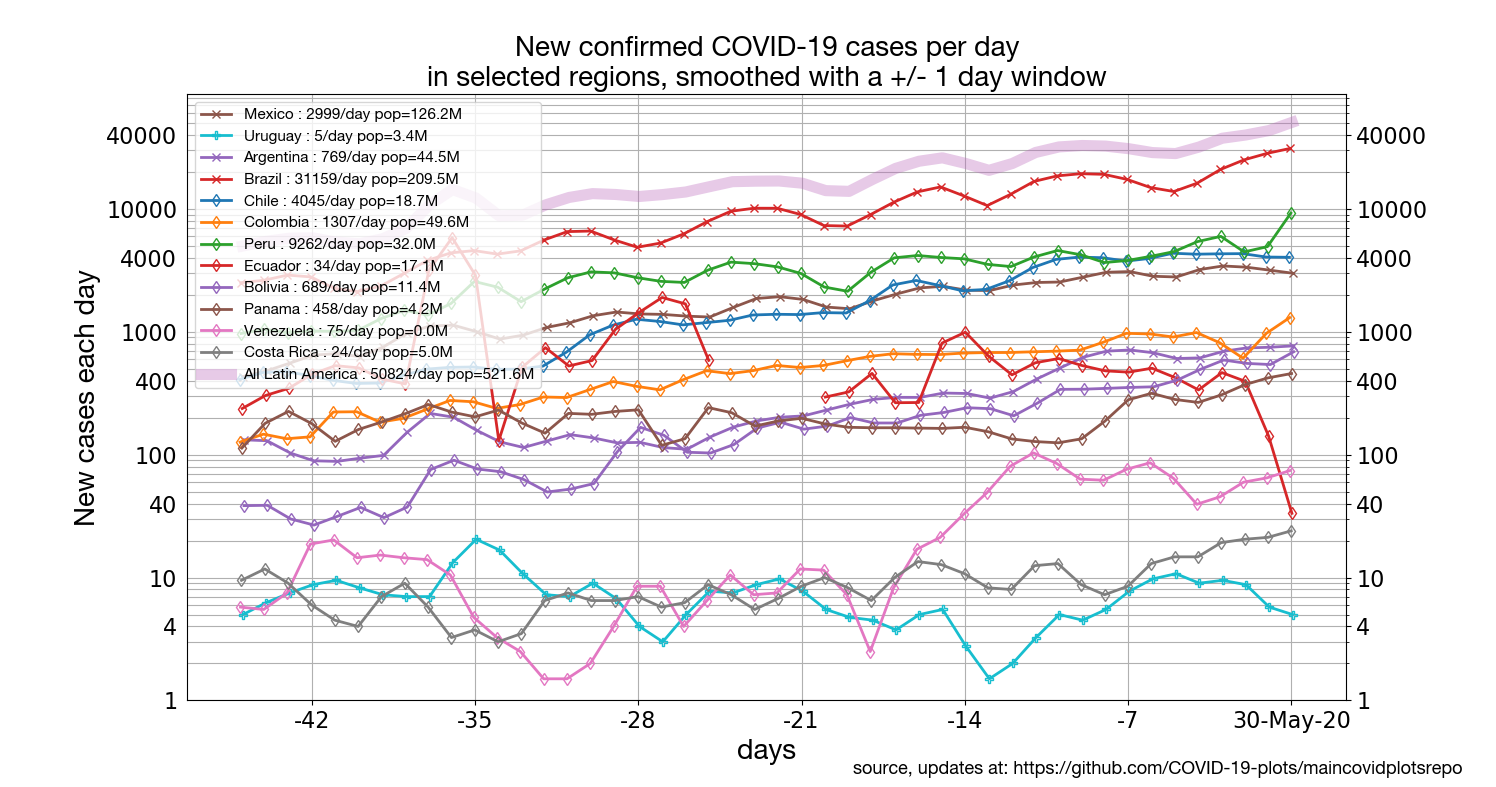 New confirmed COVID-19 cases per day
in selected regions, smoothed with a +/- 1 day window
Mexico : 2999/day pop=126.2M
Uruguay : 5/day pop=3.4M
Argentina : 769/day pop=44.5M
Brazil : 31159/day pop=209.5M
Chile : 4045/day pop=18.7M
Colombia : 1307/day pop=49.6M
Peru : 9262/day pop=32.0M
Ecuador : 34/day pop=17.1M
Bolivia : 689/day pop=11.4M
Panama : 458/day pop=4.2M
Venezuela : 75/day pop=0.0M
Costa Rica : 24/day pop=5.0M
All Latin America : 50824/day pop=521.6M
New cases each day
40000
10000
4000
1000
400
100
40
10
4
1
40000
10000
4000
1000
400
100
40
10
4
1
-42 -35 -28 -21 -14 -7 30-May-20
days
source, updates at: https://github.com/COVID-19-plots/maincovidplotsrepo